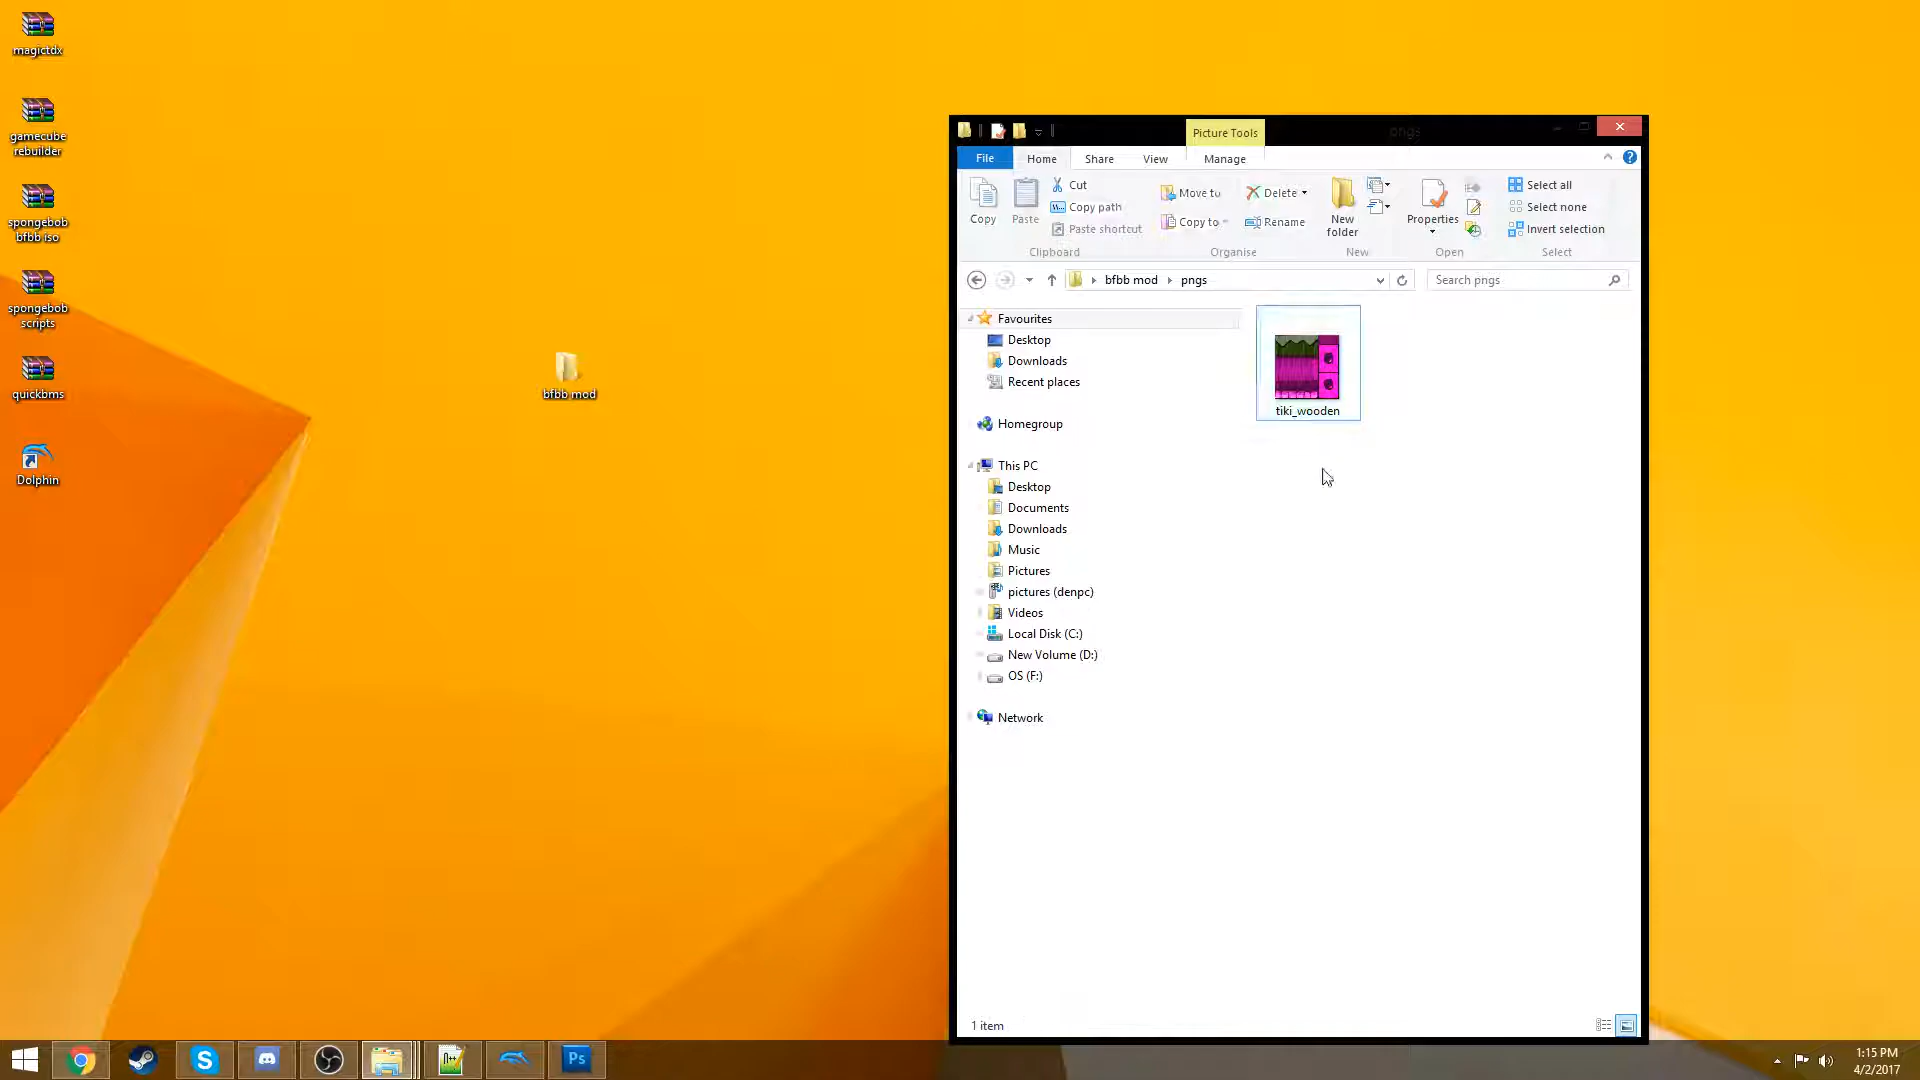 magictdx
gamecube
rebuilder
spongebob
bfbb iso
spongebob
scripts
quickbms
Dolphin
bfbb mod
Picture Tools
pngs
File
Home
Share
View
Manage
Copy
Paste
Cut
Copy path
Paste shortcut
Clipboard
Move to
Copy to
Delete
Rename
Organise
New
folder
New
Properties
Open
Select all
Select none
Invert selection
Select
bfbb mod
pngs
Search pngs
Favourites
Desktop
Downloads
Recent places
Homegroup
This PC
Desktop
Documents
Downloads
Music
Pictures
pictures (denpc)
Videos
Local Disk (C:)
New Volume (D:)
OS (F:)
Network
tiki_wooden
1 item
Ps
1:15 PM
4/2/2017